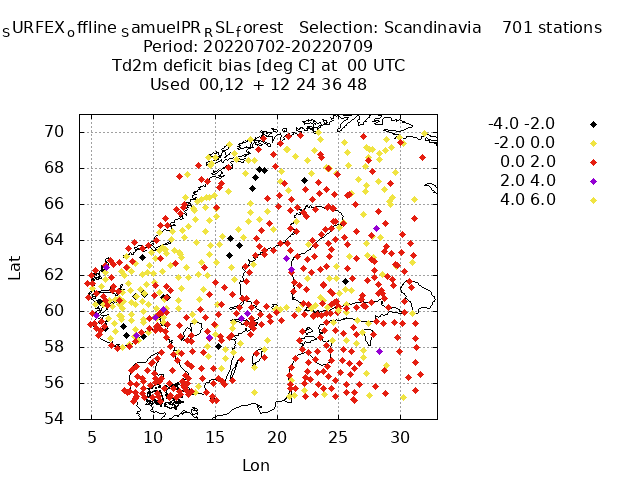 SURFEXoffline SamuelPR RSLforest Selection: Scandinavia 701 stations
Period: 20220702-20220709
Td2m deficit bias [deg C] at 00 UTC
Used 00,12 + 12 24 36 48
-4.0 -2.0
-2.0 0.0
0.0 2.0
2.0 4.0
4.0 6.0
70
68
66
64
62
60
58
56
54
Lat
5 10 15 20 25 30
Lon